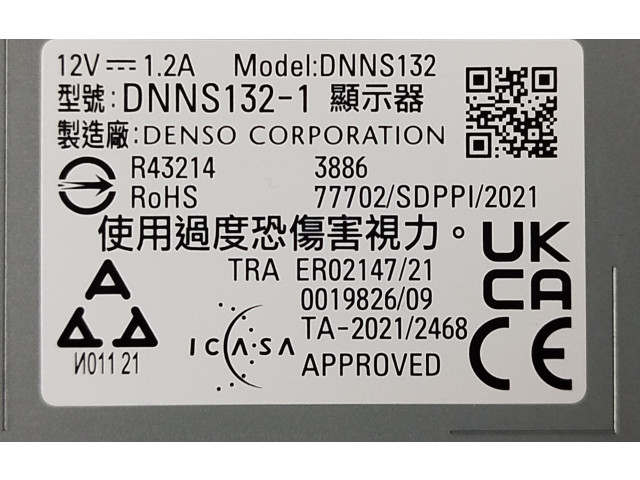 12V⎓1.2A Model:DNNS132
型號:DNNS132-1 顯示器
製造廠:DENSO CORPORATION
R43214 3886
RoHS 77702/SDPPI/2021
使用過度恐傷害視力。
UK
CA
TRA ER02147/21
0019826/09
TA-2021/2468
ICASA APPROVED
CE
И011 21